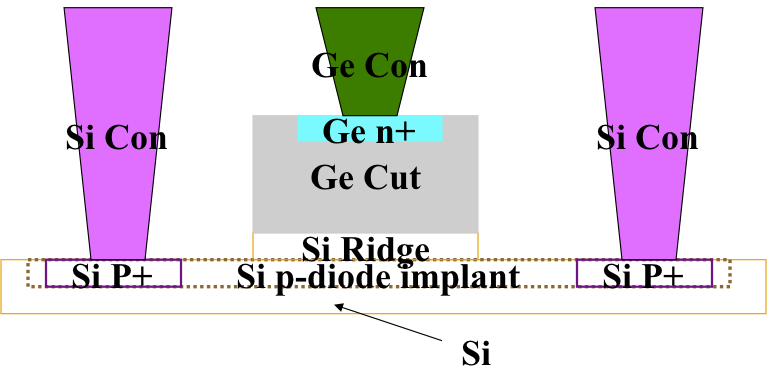 Ge Con
Si Con
Si Con
Ge n+
Ge Cut
Si Ridge
Si P+
Si p-diode implant
Si P+
Si